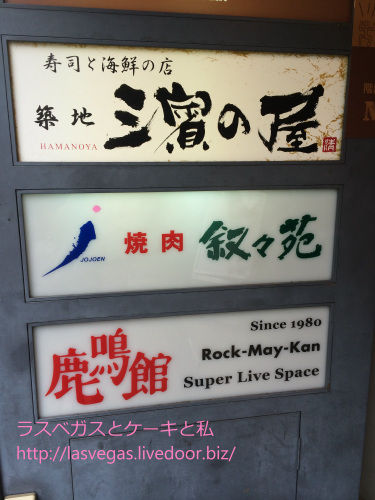 寿司と海鮮の店
築地 三濱の屋
HAMANOYA
JOJOEN
焼肉 叙々苑
鹿鳴館
Since 1980
Rock-May-Kan
Super Live Space
ラスベガスとケーキと私
http://lasvegas.livedoor.biz/